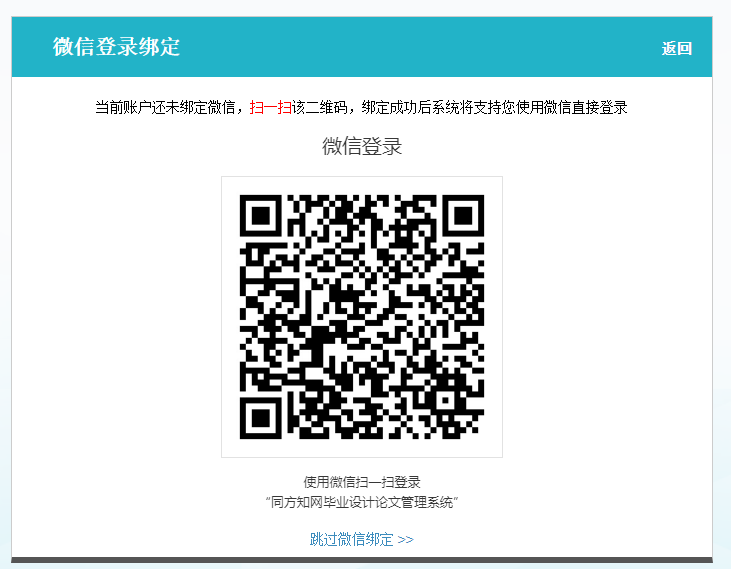 微信登录绑定
返回
当前账户还未绑定微信，扫一扫该二维码，绑定成功后系统将支持您使用微信直接登录
微信登录
使用微信扫一扫登录
“同方知网毕业设计论文管理系统”
跳过微信绑定 >>